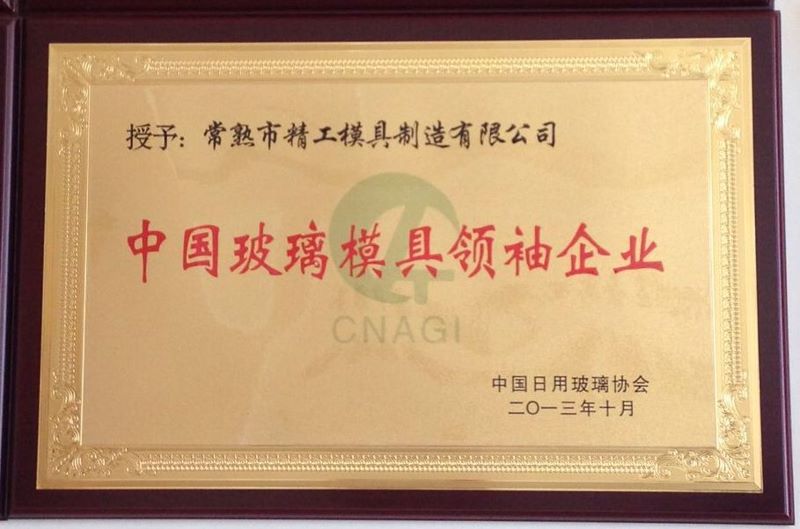 授予：常熟市精工模具制造有限公司
中国玻璃模具领袖企业
CNAGI
中国日用玻璃协会
二〇一三年十月